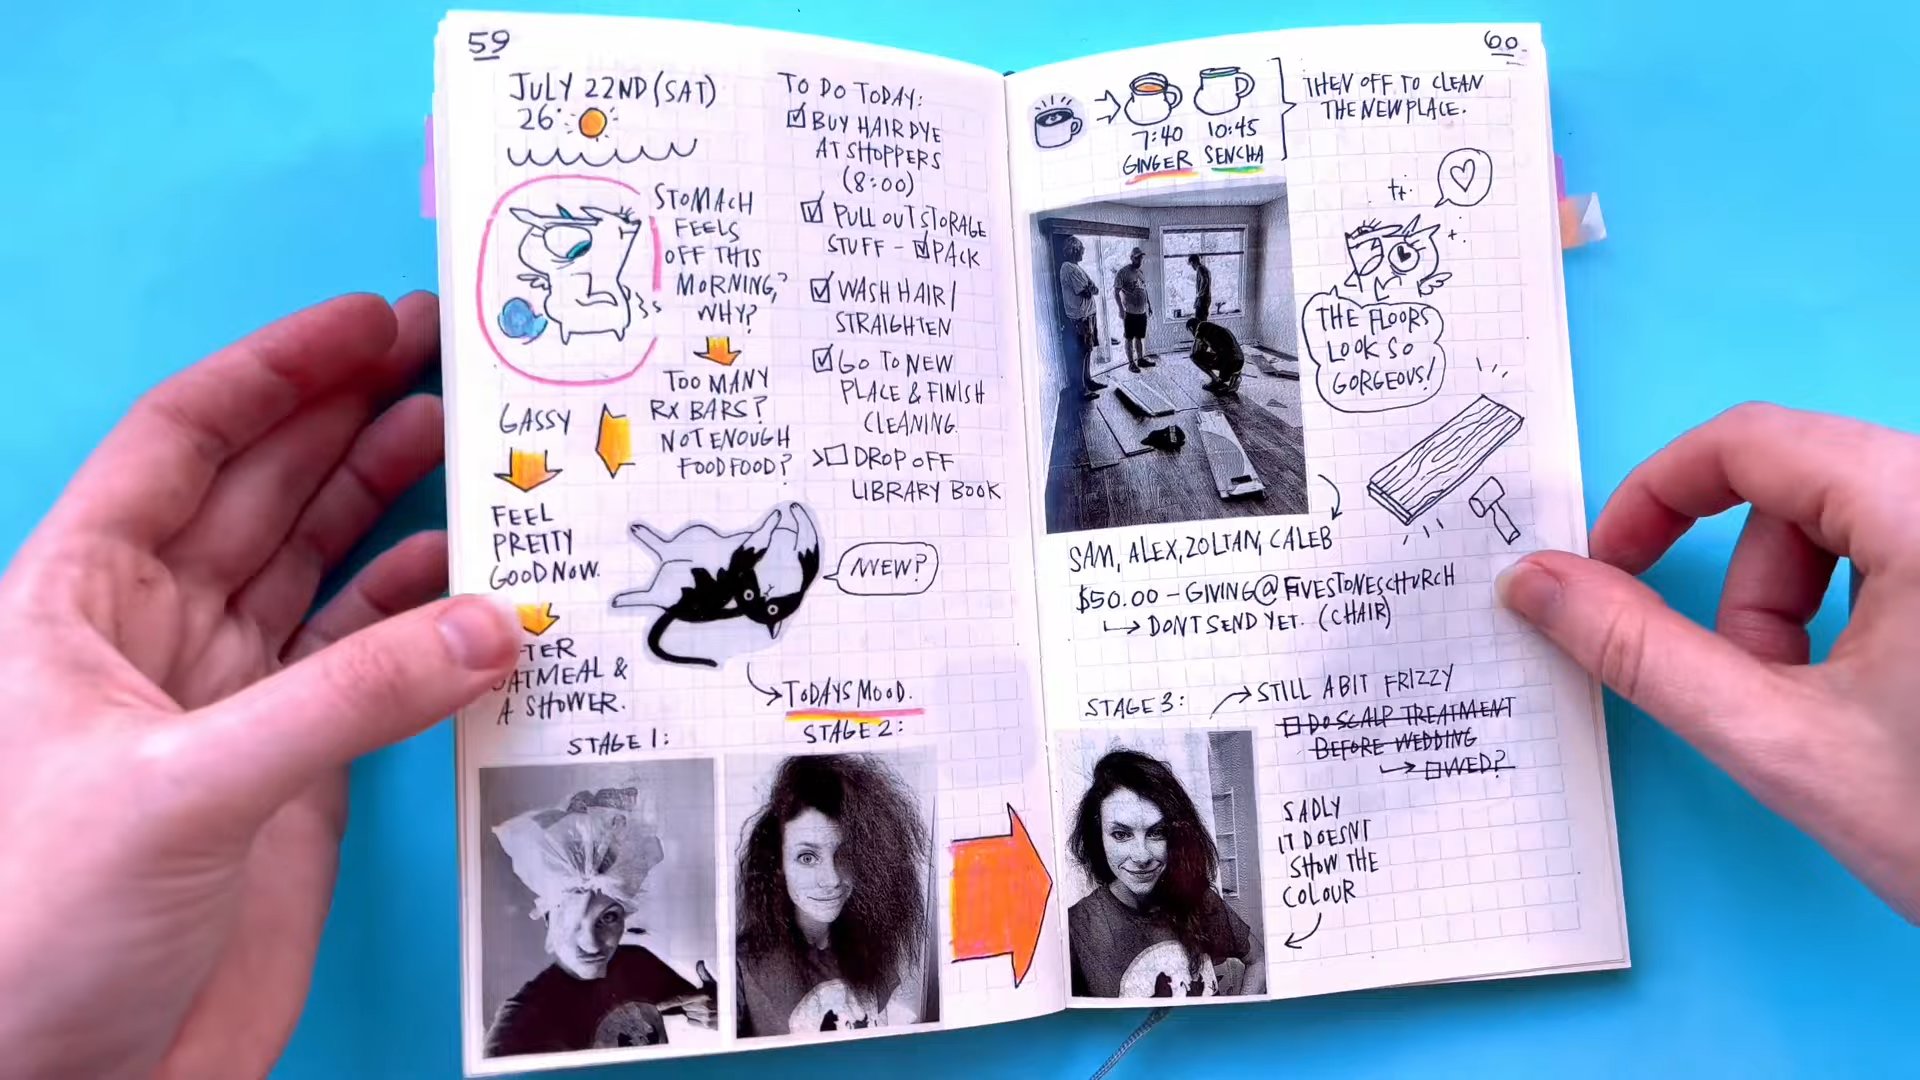 59
JULY 22ND (SAT)
26°
STOMACH
FEELS
OFF THIS
MORNING,
WHY?
TOO MANY
RX BARS?
NOT ENOUGH
FOOD FOOD?
GASSY
FEEL
PRETTY
GOOD NOW.
OATMEAL &
A SHOWER.
TO DO TODAY:
BUY HAIR DYE
AT SHOPPERS
(8:00)
PULL OUT STORAGE
STUFF - PACK
WASH HAIR/
STRAIGHTEN
GO TO NEW
PLACE & FINISH
CLEANING.
DROP OFF
LIBRARY BOOK
TODAYS MOOD.
STAGE 1:
STAGE 2:
60
7:40
GINGER
10:45
SENCHA
THEN OFF TO CLEAN
THE NEW PLACE.
THE FLOORS
LOOK SO
GORGEOUS!
SAM, ALEX, ZOLTAN, CALEB
$50.00 - GIVING@FIVESTONESCHURCH
DONT SEND YET. (CHAIR)
STAGE 3:
STILL A BIT FRIZZY
DO SCALP TREATMENT
BEFORE WEDDING
WED?
SADLY
IT DOESNT
SHOW THE
COLOUR